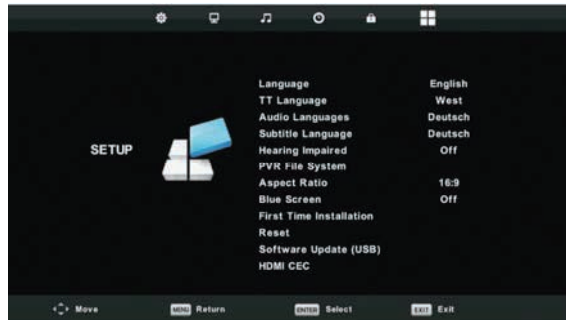 Language English
TT Language West
Audio Languages Deutsch
Subtitle Language Deutsch
SETUP
Hearing Impaired Off
PVR File System
Aspect Ratio 16:9
Blue Screen Off
First Time Installation
Reset
Software Update (USB)
HDMI CEC
Move MENU Return ENTER Select EXIT Exit